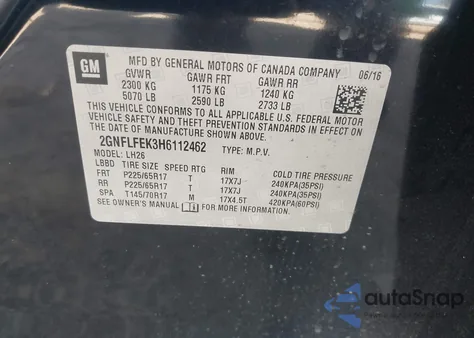 GM
MFD BY GENERAL MOTORS OF CANADA COMPANY 06/16
GVWR GAWR FRT GAWR RR
2300 KG 1175 KG 1240 KG
5070 LB 2590 LB 2733 LB
THIS VEHICLE CONFORMS TO ALL APPLICABLE U.S. FEDERAL MOTOR
VEHICLE SAFETY AND THEFT PREVENTION STANDARDS IN EFFECT
ON THE DATE OF MANUFACTURE SHOWN ABOVE.
2GNFLFEK3H6112462 TYPE: M.P.V.
MODEL: LH26
LBBD TIRE SIZE SPEED RTG RIM COLD TIRE PRESSURE
FRT P225/65R17 T 17X7J 240KPA(35PSI)
RR P225/65R17 T 17X7J 240KPA(35PSI)
SPA T145/70R17 M 17X4.5T 420KPA(60PSI)
SEE OWNER'S MANUAL FOR MORE INFORMATION.
autoSnap